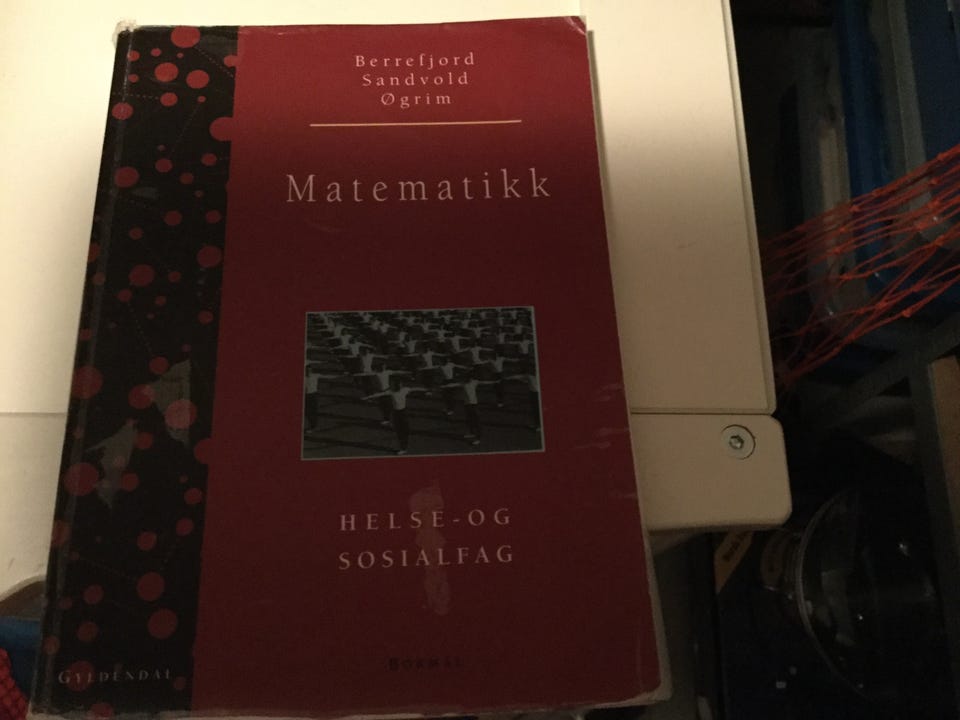 Berrefjord
Sandvold
Øgrim
Matematikk
HELSE-OG
SOSIALFAG
BOKMÅL
GYLDENDAL